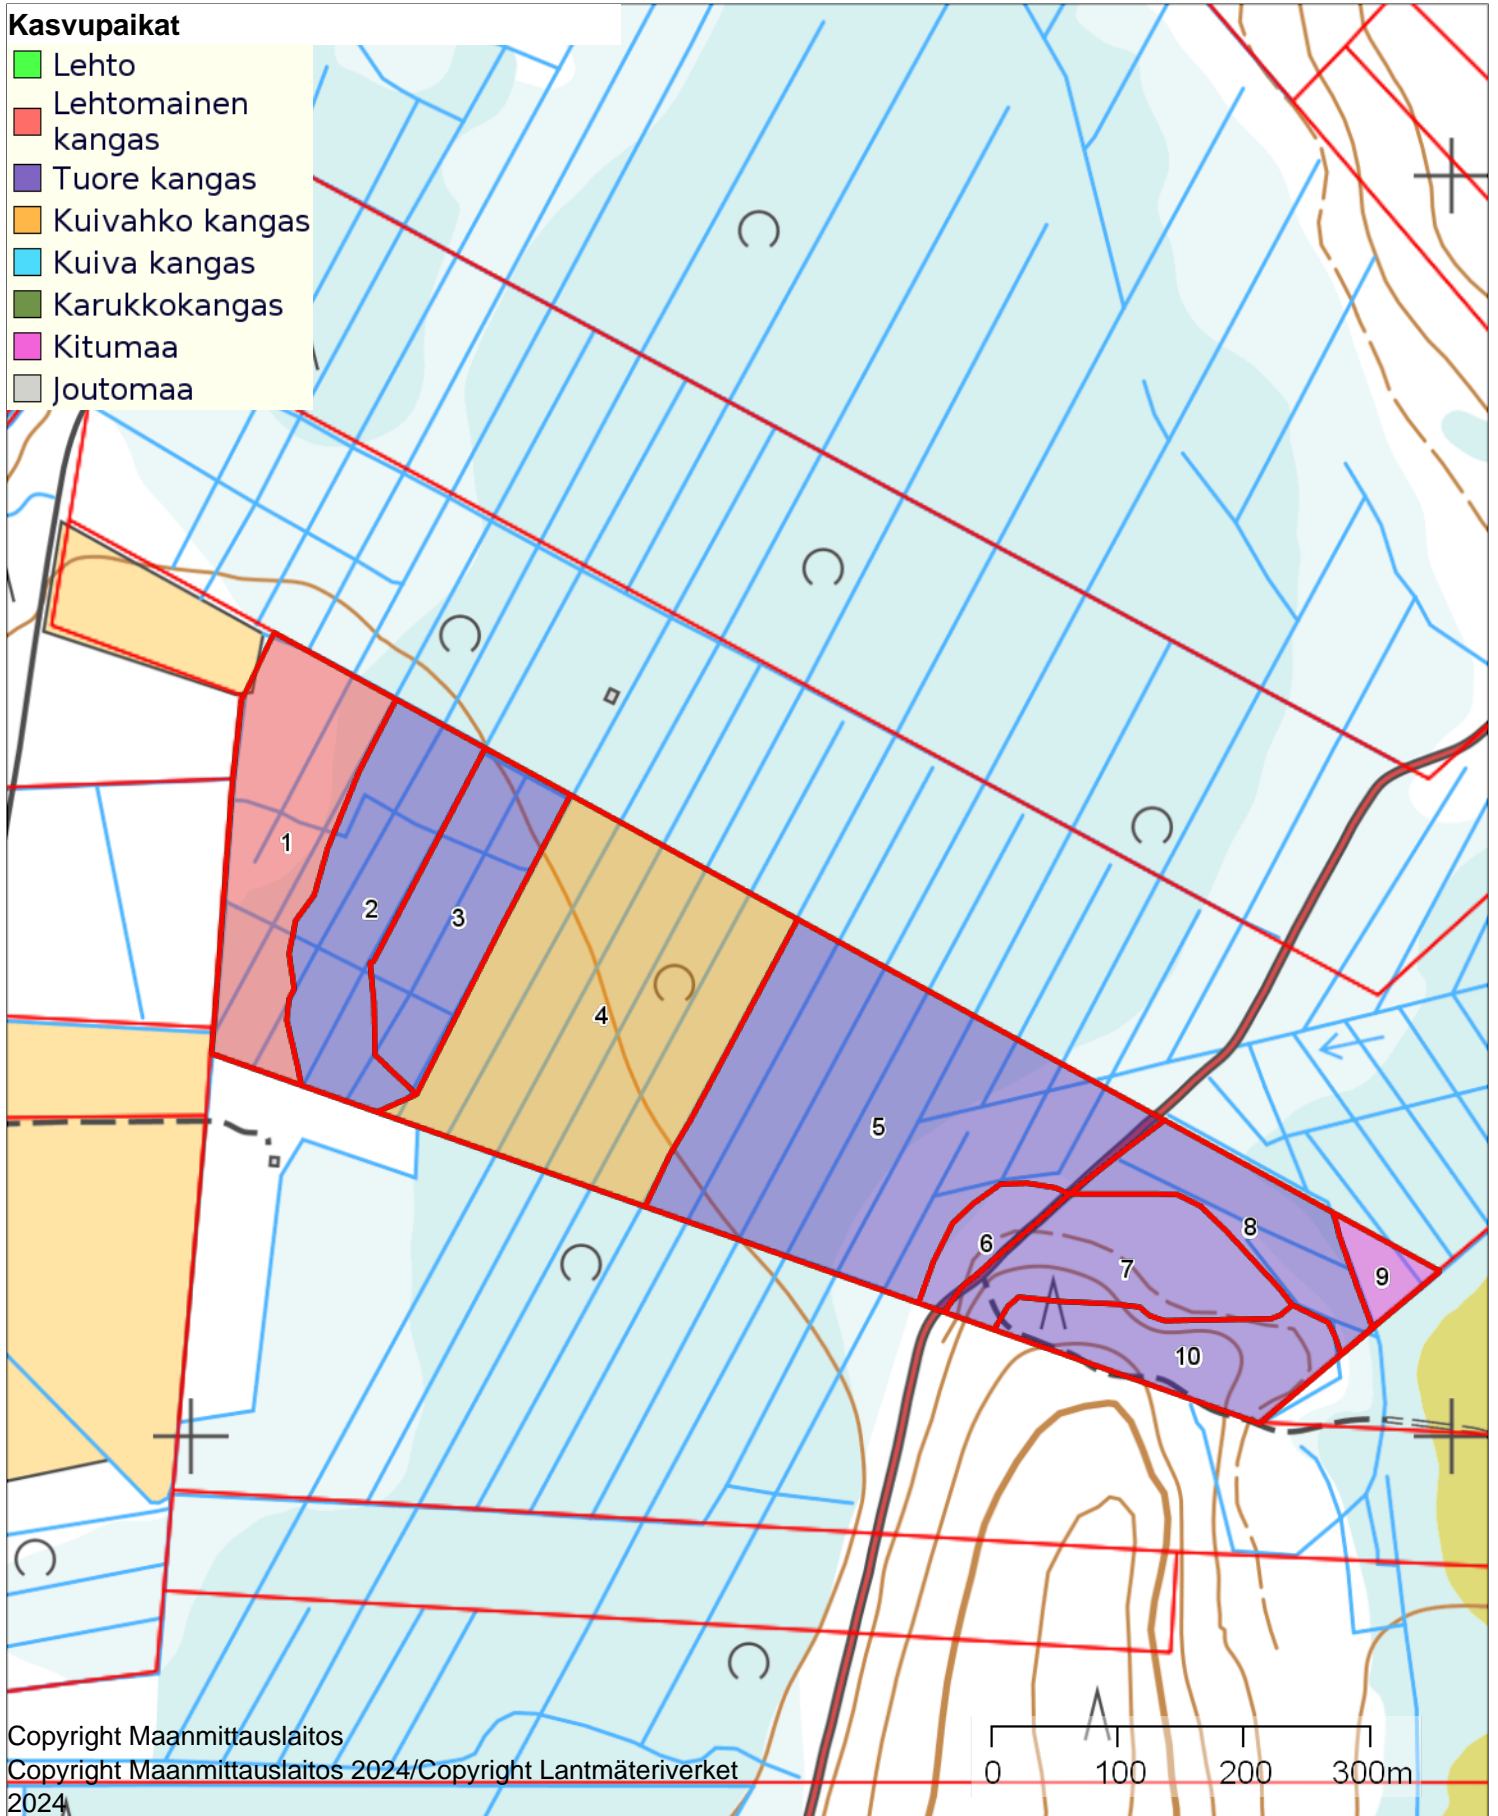 Kasvupaikat
Lehto
Lehtomainen
kangas
Tuore kangas
Kuivahko kangas
Kuiva kangas
Karukkokangas
Kitumaa
Joutomaa
1
2
3
4
5
6
7
8
9
10
Copyright Maanmittauslaitos
Copyright Maanmittauslaitos 2024/Copyright Lantmäteriverket
2024
0 100 200 300m